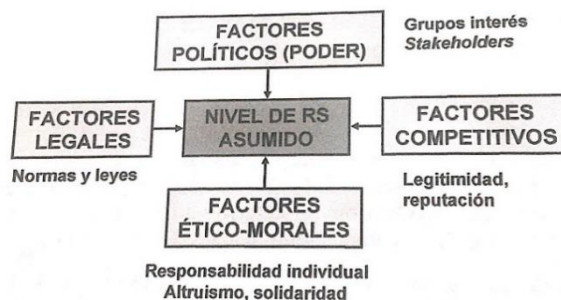 FACTORES
POLÍTICOS (PODER)
Grupos interés
Stakeholders
FACTORES
LEGALES
Normas y leyes
NIVEL DE RS
ASUMIDO
FACTORES
COMPETITIVOS
Legitimidad,
reputación
FACTORES
ÉTICO-MORALES
Responsabilidad individual
Altruismo, solidaridad